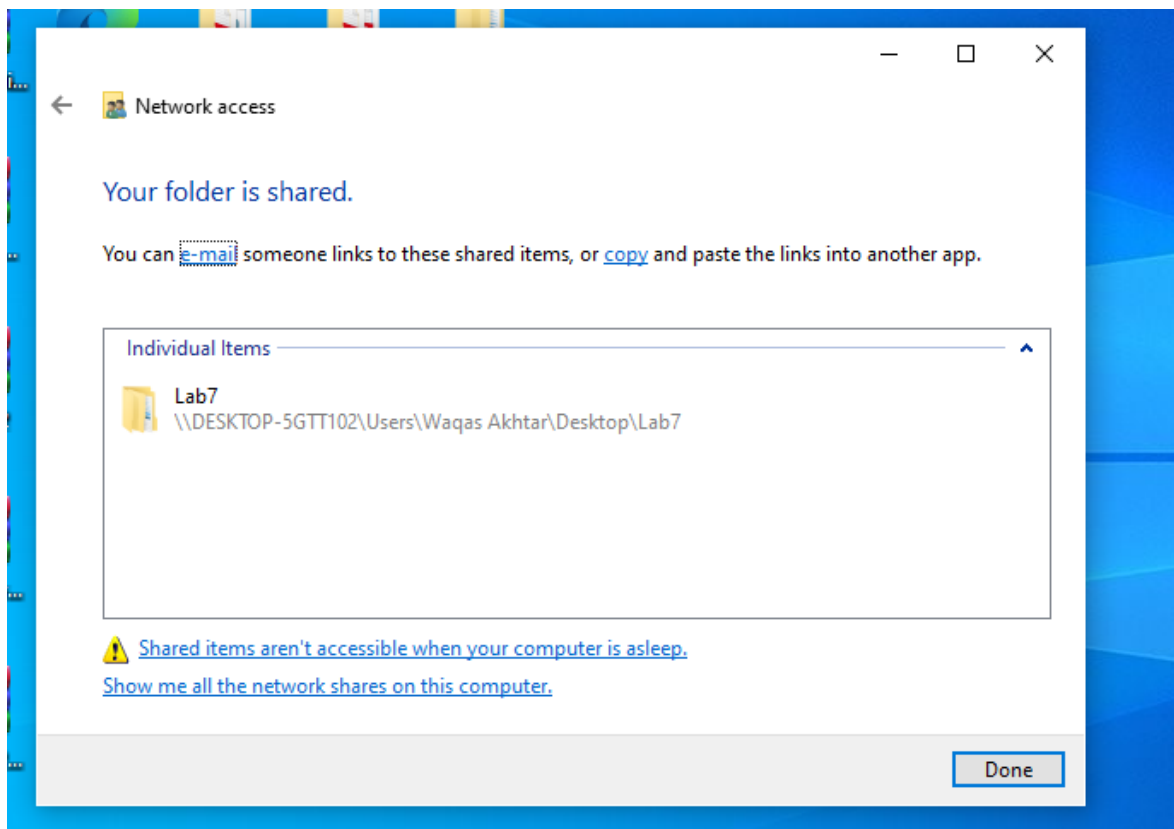 Network access
Your folder is shared.
You can e-mail someone links to these shared items, or copy and paste the links into another app.
Individual Items
Lab7
\\DESKTOP-5GTT102\Users\Waqas Akhtar\Desktop\Lab7
Shared items aren't accessible when your computer is asleep.
Show me all the network shares on this computer.
Done